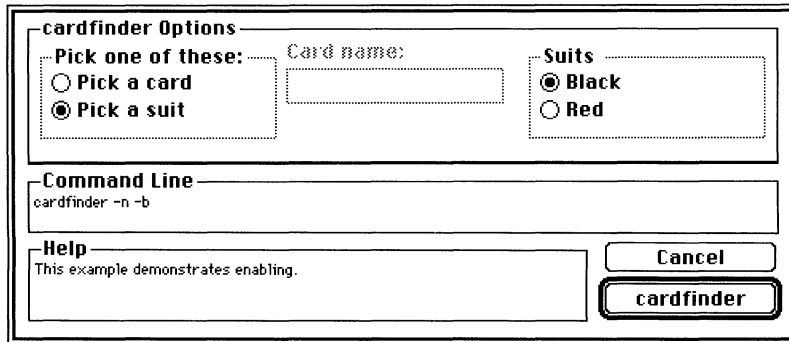 cardfinder Options
Pick one of these:
Pick a card
Pick a suit
Card name:
Suits
Black
Red
Command Line
cardfinder -n -b
Help
This example demonstrates enabling.
Cancel
cardfinder